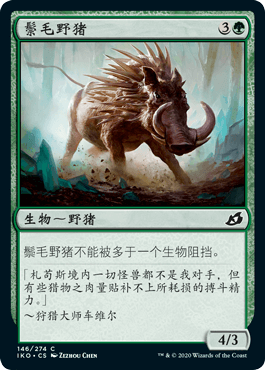 鬃毛野猪 3
生物～野猪
鬃毛野猪不能被多于一个生物阻挡。
「札苟斯境内一切怪兽都不是我对手，但
有些猎物之肉量贴补不上所耗损的搏斗精
力。」
～狩猎大师车维尔
4/3
146/274 C
IKO • CS ZEZHOU CHEN
™ & © 2020 Wizards of the Coast